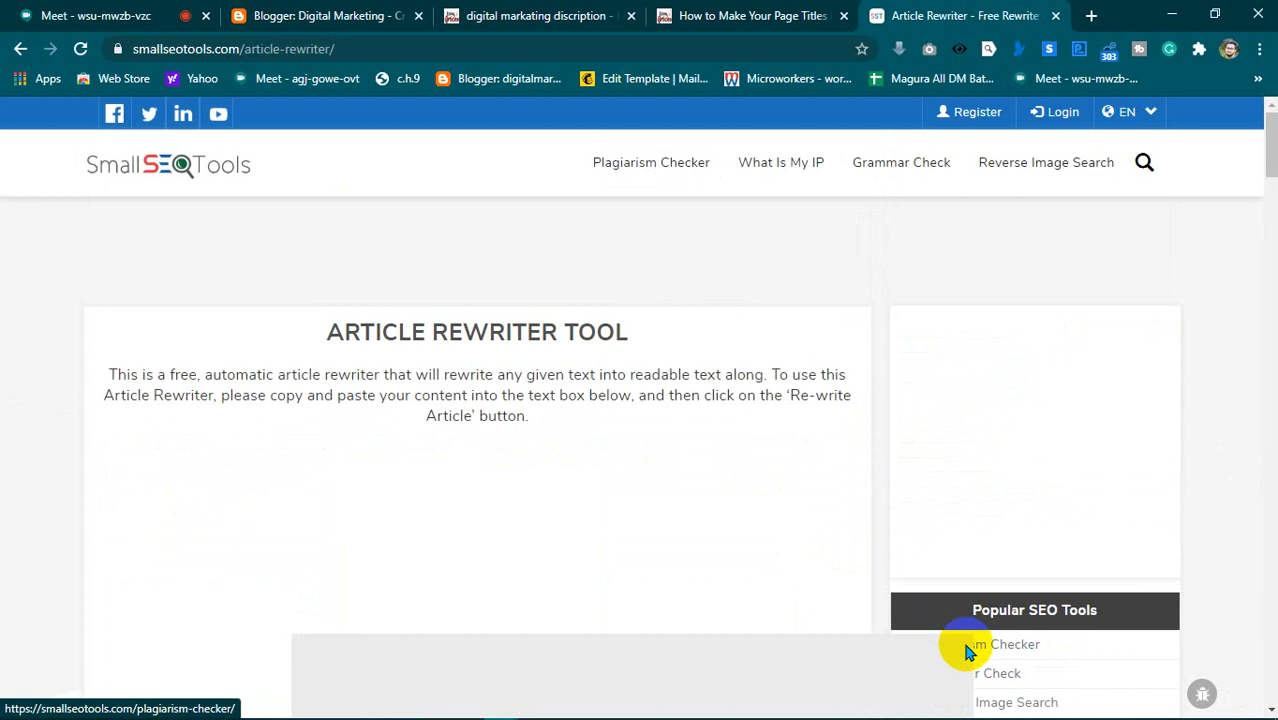 Meet - wsu-mwz-vzc
Blogger: Digital Marketing - C
digital markating discription -
How to Make Your Page Titles
Article Rewriter - Free Rewrite
smallseotools.com/article-rewriter/
303
Apps
Web Store
Yahoo
Meet - agj-gowe-ovt
c.h.9
Blogger: digitalmar...
Edit Template | Mail...
Microworkers - wor...
Magura All DM Bat...
Meet - wsu-mwzb-...
Register
Login
EN
SmallSEOTools
Plagiarism Checker
What Is My IP
Grammar Check
Reverse Image Search
ARTICLE REWRITER TOOL
This is a free, automatic article rewriter that will rewrite any given text into readable text along. To use this
Article Rewriter, please copy and paste your content into the text box below, and then click on the ‘Re-write
Article’ button.
Popular SEO Tools
sm Checker
r Check
Image Search
https://smallseotools.com/plagiarism-checker/